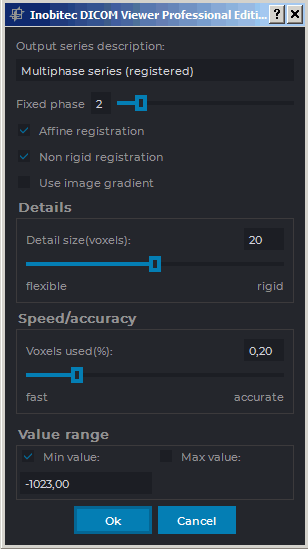 Inobitec DICOM Viewer Professional Editi...
Output series description:
Multiphase series (registered)
Fixed phase 2
Affine registration
Non rigid registration
Use image gradient
Details
Detail size(voxels): 20
flexible rigid
Speed/accuracy
Voxels used(%): 0,20
fast accurate
Value range
Min value: Max value:
-1023,00
Ok Cancel